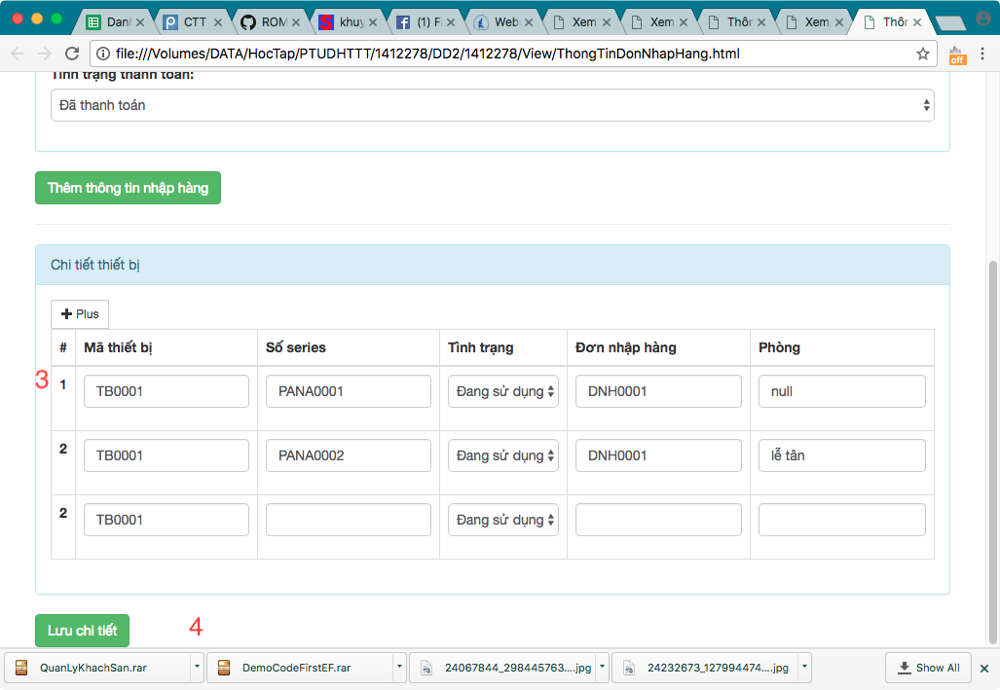 Danl
CTT
ROM
khuy
(1) F
Web
Xem
Xem
Thôn
Xem
Thôn
file:///Volumes/DATA/HocTap/PTUDHTTT/1412278/DD2/1412278/View/ThongTinDonNhapHang.html
off
Tình trạng thanh toán:
Đã thanh toán
Thêm thông tin nhập hàng
Chi tiết thiết bị
Plus
# Mã thiết bị Số series Tình trạng Đơn nhập hàng Phòng
3 1 TB0001 PANA0001 Đang sử dụng DNH0001 null
2 TB0001 PANA0002 Đang sử dụng DNH0001 lễ tân
2 TB0001 Đang sử dụng
Lưu chi tiết 4
QuanLyKhachSan.rar DemoCodeFirstEF.rar 24067844_298445763....jpg 24232673_127994474....jpg Show All